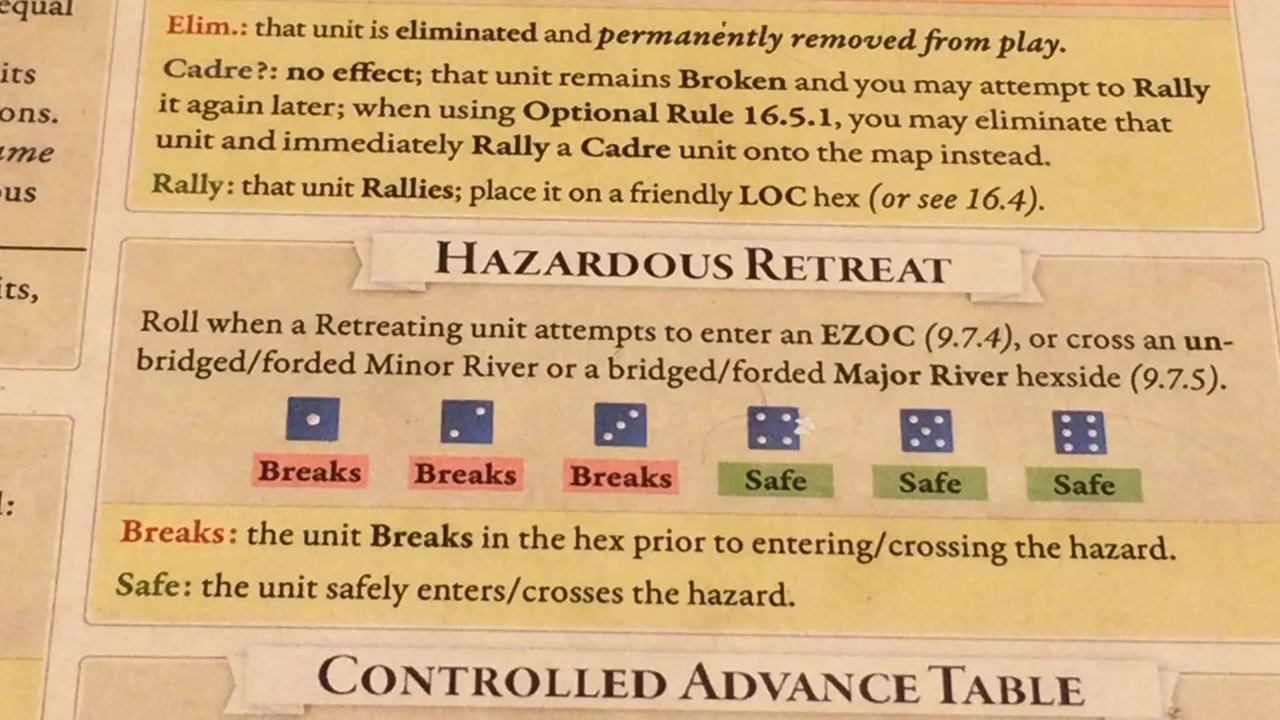 equal
its
ons.
ame
ous
its,
l:
Elim.: that unit is eliminated and permanently removed from play.
Cadre?: no effect; that unit remains Broken and you may attempt to Rally
it again later; when using Optional Rule 16.5.1, you may eliminate that
unit and immediately Rally a Cadre unit onto the map instead.
Rally: that unit Rallies; place it on a friendly LOC hex (or see 16.4).
HAZARDOUS RETREAT
Roll when a Retreating unit attempts to enter an EZOC (9.7.4), or cross an un-
bridged/forded Minor River or a bridged/forded Major River hexside (9.7.5).
Breaks Breaks Breaks Safe Safe Safe
Breaks: the unit Breaks in the hex prior to entering/crossing the hazard.
Safe: the unit safely enters/crosses the hazard.
CONTROLLED ADVANCE TABLE